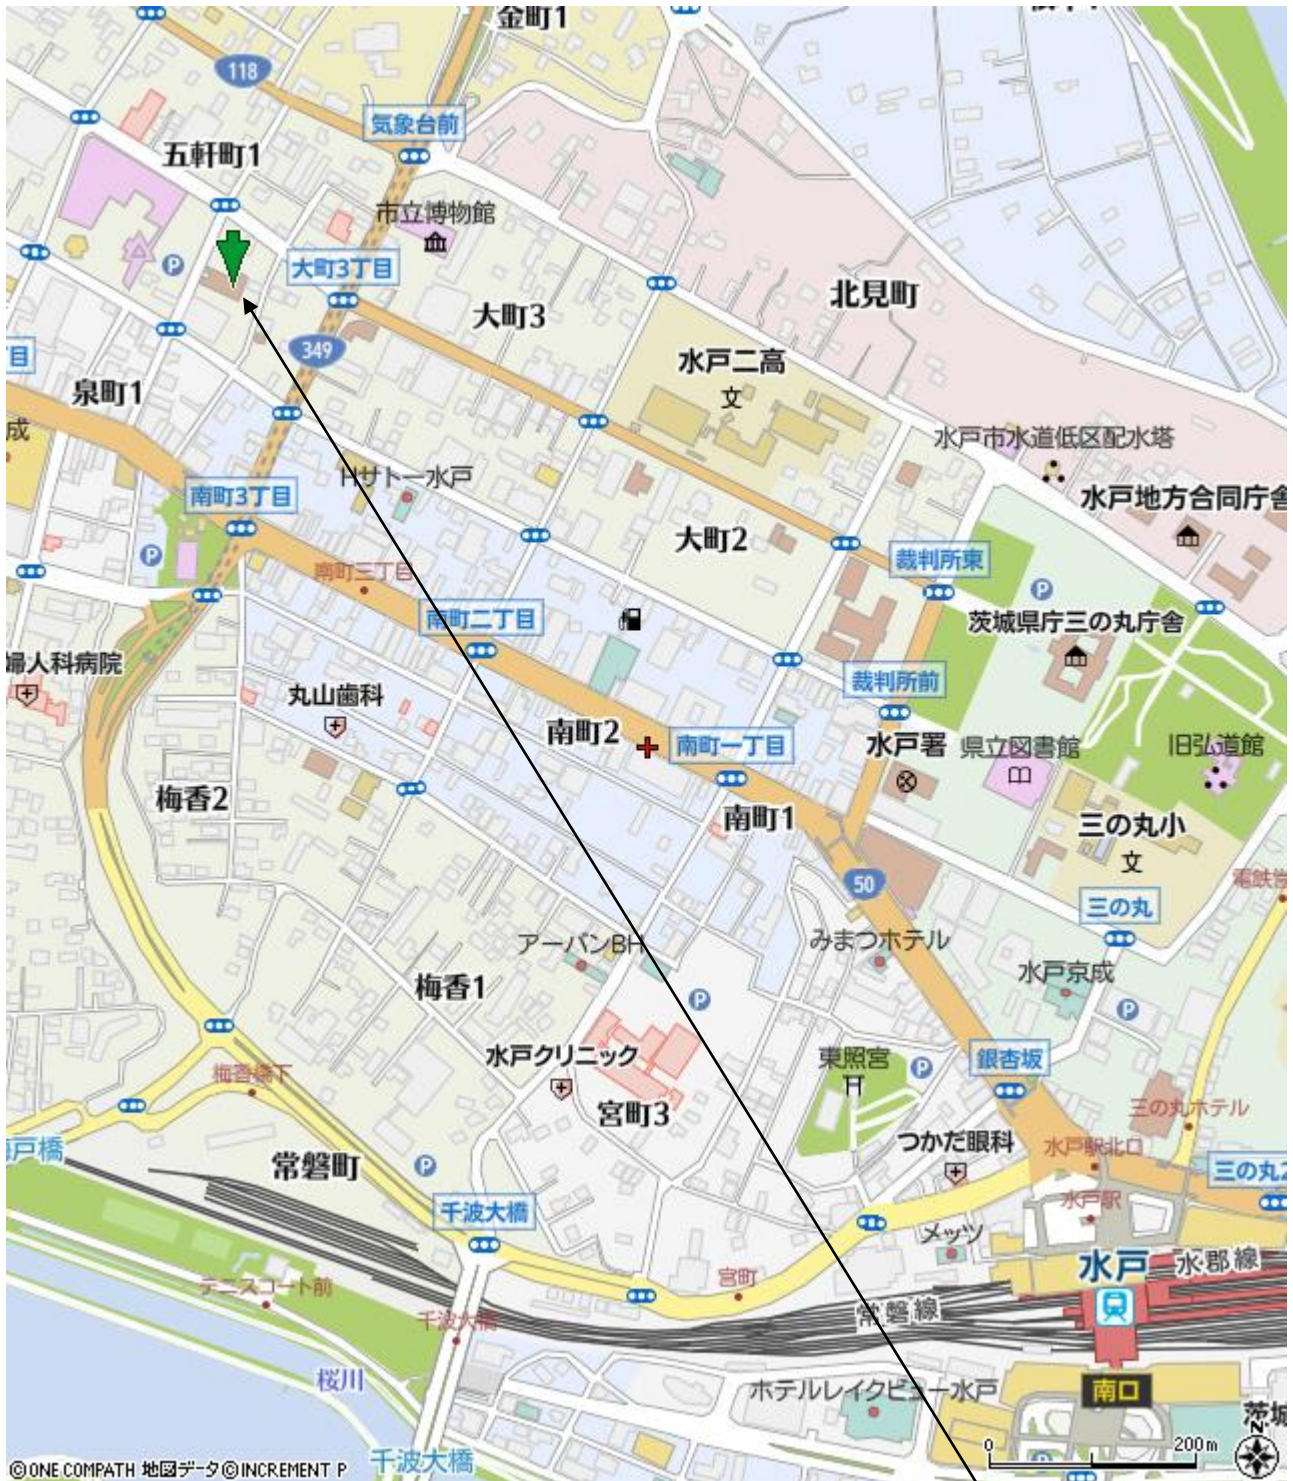 金町1
118
気象台前
五軒町1
市立博物館
P
大町3丁目
北見町
大町3
349
水戸二高
文
目
泉町1
成
水戸市水道低区配水塔
Hサトー水戸
南町3丁目
水戸地方合同庁舎
大町2
P
裁判所東
南町三丁目
P
南町二丁目
茨城県庁三の丸庁舎
婦人科病院
裁判所前
丸山歯科
南町2
南町一丁目
水戸署
県立図書館
旧弘道館
梅香2
南町1
三の丸小
文
50
三の丸
アーバンBH
みまつホテル
水戸京成
梅香1
P
P
水戸クリニック
東照宮
P
銀杏坂
梅香橋下
宮町3
三の丸ホテル
つかだ眼科
水戸駅北口
戸橋
常磐町
P
三の丸2
千波大橋
水戸駅
メッツ
水戸
水郡線
テニスコート前
宮町
千波大橋
常磐線
桜川
ホテルレイクビュー水戸
南口
茨城
0
200m
N
©ONE COMPATH 地図データ©INCREMENT P
千波大橋